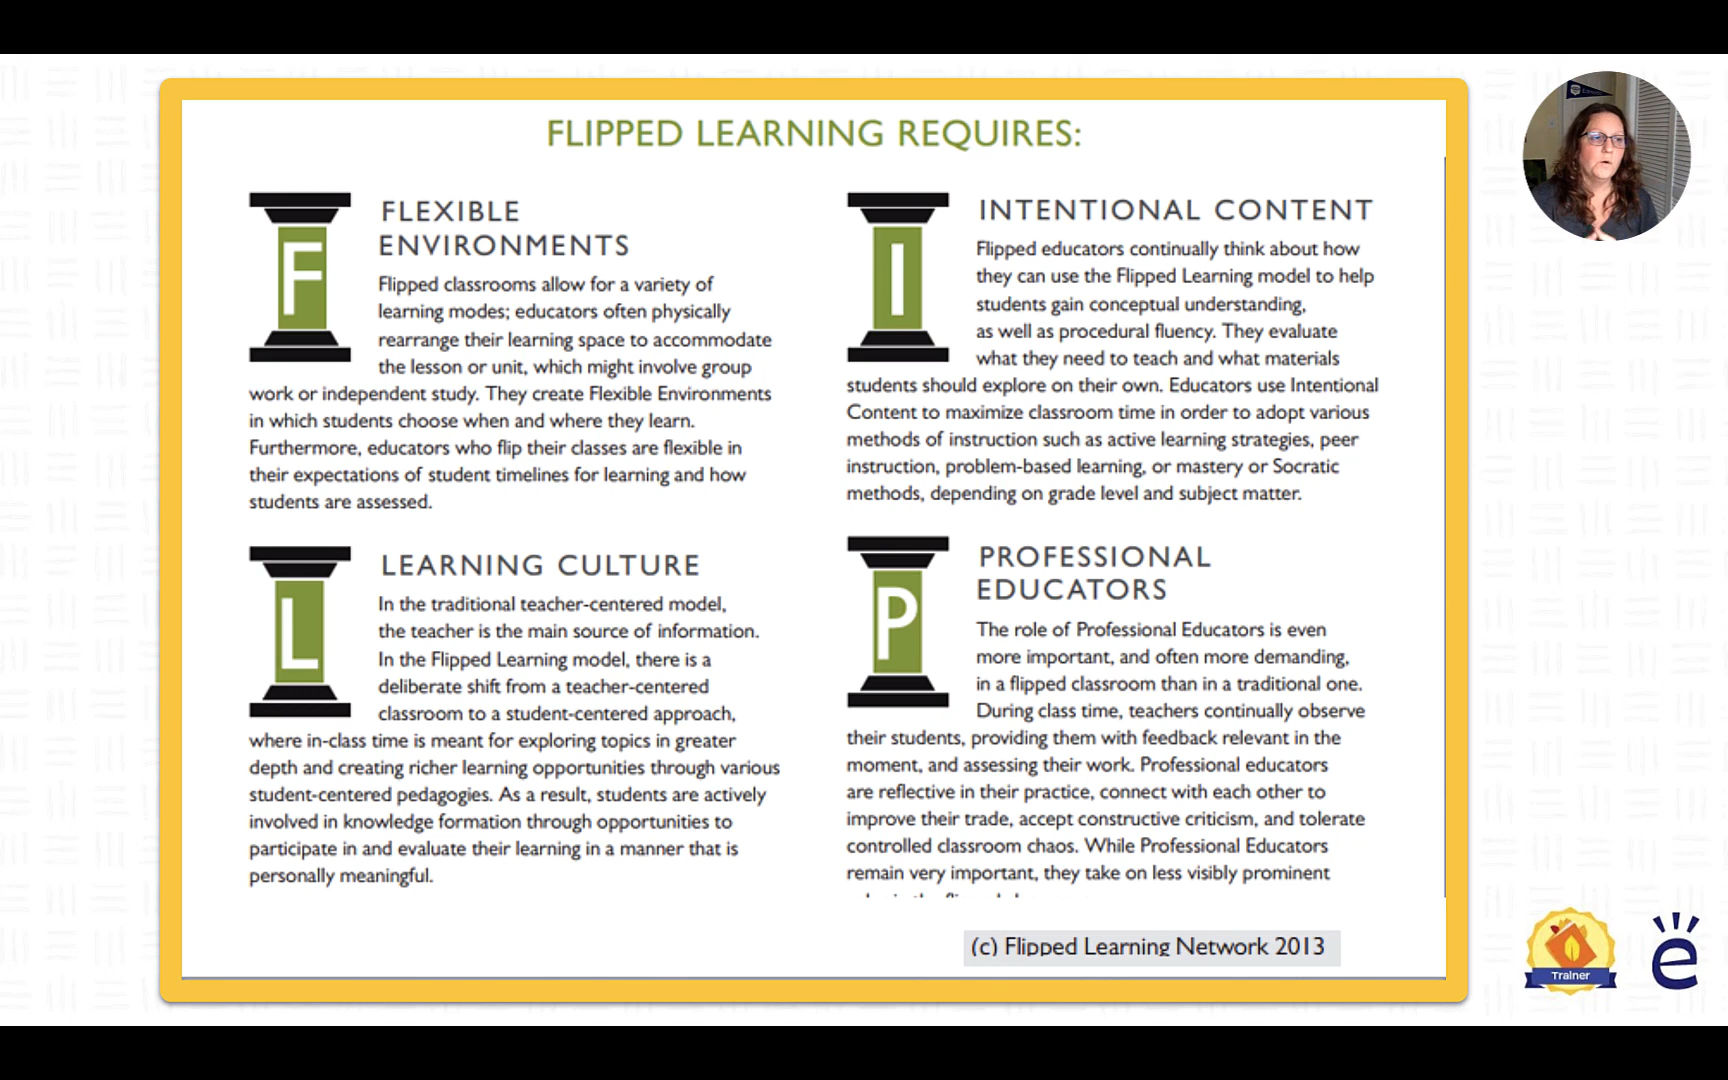 FLIPPED LEARNING REQUIRES:
F
FLEXIBLE
ENVIRONMENTS
Flipped classrooms allow for a variety of
learning modes; educators often physically
rearrange their learning space to accommodate
the lesson or unit, which might involve group
work or independent study. They create Flexible Environments
in which students choose when and where they learn.
Furthermore, educators who flip their classes are flexible in
their expectations of student timelines for learning and how
students are assessed.
L
LEARNING CULTURE
In the traditional teacher-centered model,
the teacher is the main source of information.
In the Flipped Learning model, there is a
deliberate shift from a teacher-centered
classroom to a student-centered approach,
where in-class time is meant for exploring topics in greater
depth and creating richer learning opportunities through various
student-centered pedagogies. As a result, students are actively
involved in knowledge formation through opportunities to
participate in and evaluate their learning in a manner that is
personally meaningful.
I
INTENTIONAL CONTENT
Flipped educators continually think about how
they can use the Flipped Learning model to help
students gain conceptual understanding,
as well as procedural fluency. They evaluate
what they need to teach and what materials
students should explore on their own. Educators use Intentional
Content to maximize classroom time in order to adopt various
methods of instruction such as active learning strategies, peer
instruction, problem-based learning, or mastery or Socratic
methods, depending on grade level and subject matter.
P
PROFESSIONAL
EDUCATORS
The role of Professional Educators is even
more important, and often more demanding,
in a flipped classroom than in a traditional one.
During class time, teachers continually observe
their students, providing them with feedback relevant in the
moment, and assessing their work. Professional educators
are reflective in their practice, connect with each other to
improve their trade, accept constructive criticism, and tolerate
controlled classroom chaos. While Professional Educators
remain very important, they take on less visibly prominent
(c) Flipped Learning Network 2013
Trainer
e